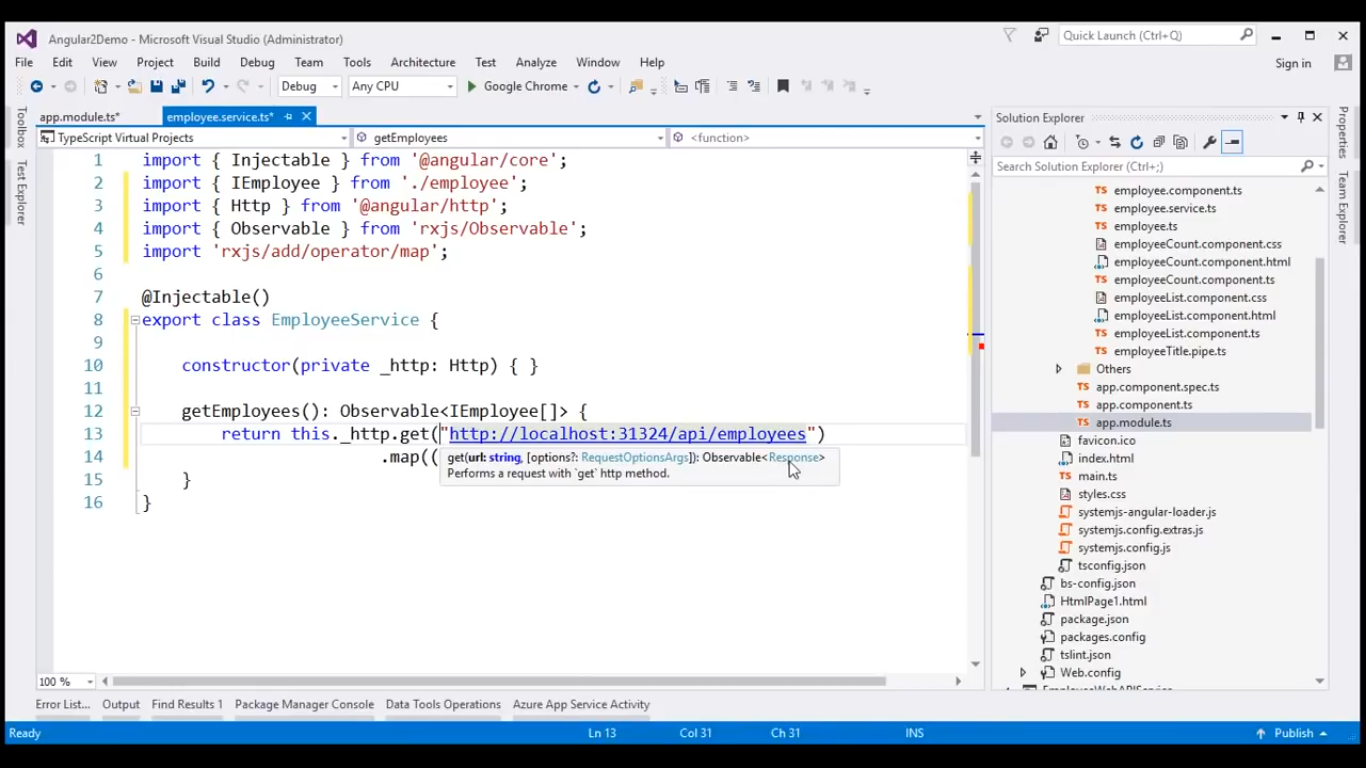 Angular2Demo - Microsoft Visual Studio (Administrator)
Quick Launch (Ctrl+Q)
File Edit View Project Build Debug Team Tools Architecture Test Analyze Window Help
Sign in
Debug Any CPU Google Chrome
Toolbox
Test Explorer
app.module.ts*
employee.service.ts*
TypeScript Virtual Projects
getEmployees
<function>
1 import { Injectable } from '@angular/core';
2 import { IEmployee } from './employee';
3 import { Http } from '@angular/http';
4 import { Observable } from 'rxjs/Observable';
5 import 'rxjs/add/operator/map';
6
7 @Injectable()
8 export class EmployeeService {
9
10 constructor(private _http: Http) { }
11
12 getEmployees(): Observable<IEmployee[]> {
13 return this._http.get("http://localhost:31324/api/employees")
14 .map((
get(url: string, [options?: RequestOptionsArgs]): Observable<Response>
Performs a request with `get` http method.
15 }
16 }
100 %
Solution Explorer
Search Solution Explorer (Ctrl+;)
employee.component.ts
employee.service.ts
employee.ts
employeeCount.component.css
employeeCount.component.html
employeeCount.component.ts
employeeList.component.css
employeeList.component.html
employeeList.component.ts
employeeTitle.pipe.ts
Others
app.component.spec.ts
app.component.ts
app.module.ts
favicon.ico
index.html
main.ts
styles.css
systemjs-angular-loader.js
systemjs.config.extras.js
systemjs.config.js
tsconfig.json
bs-config.json
HtmlPage1.html
package.json
packages.config
tslint.json
Web.config
EmployeeWebAPIService
Properties
Team Explorer
Error List... Output Find Results 1 Package Manager Console Data Tools Operations Azure App Service Activity
Ready Ln 13 Col 31 Ch 31 INS Publish